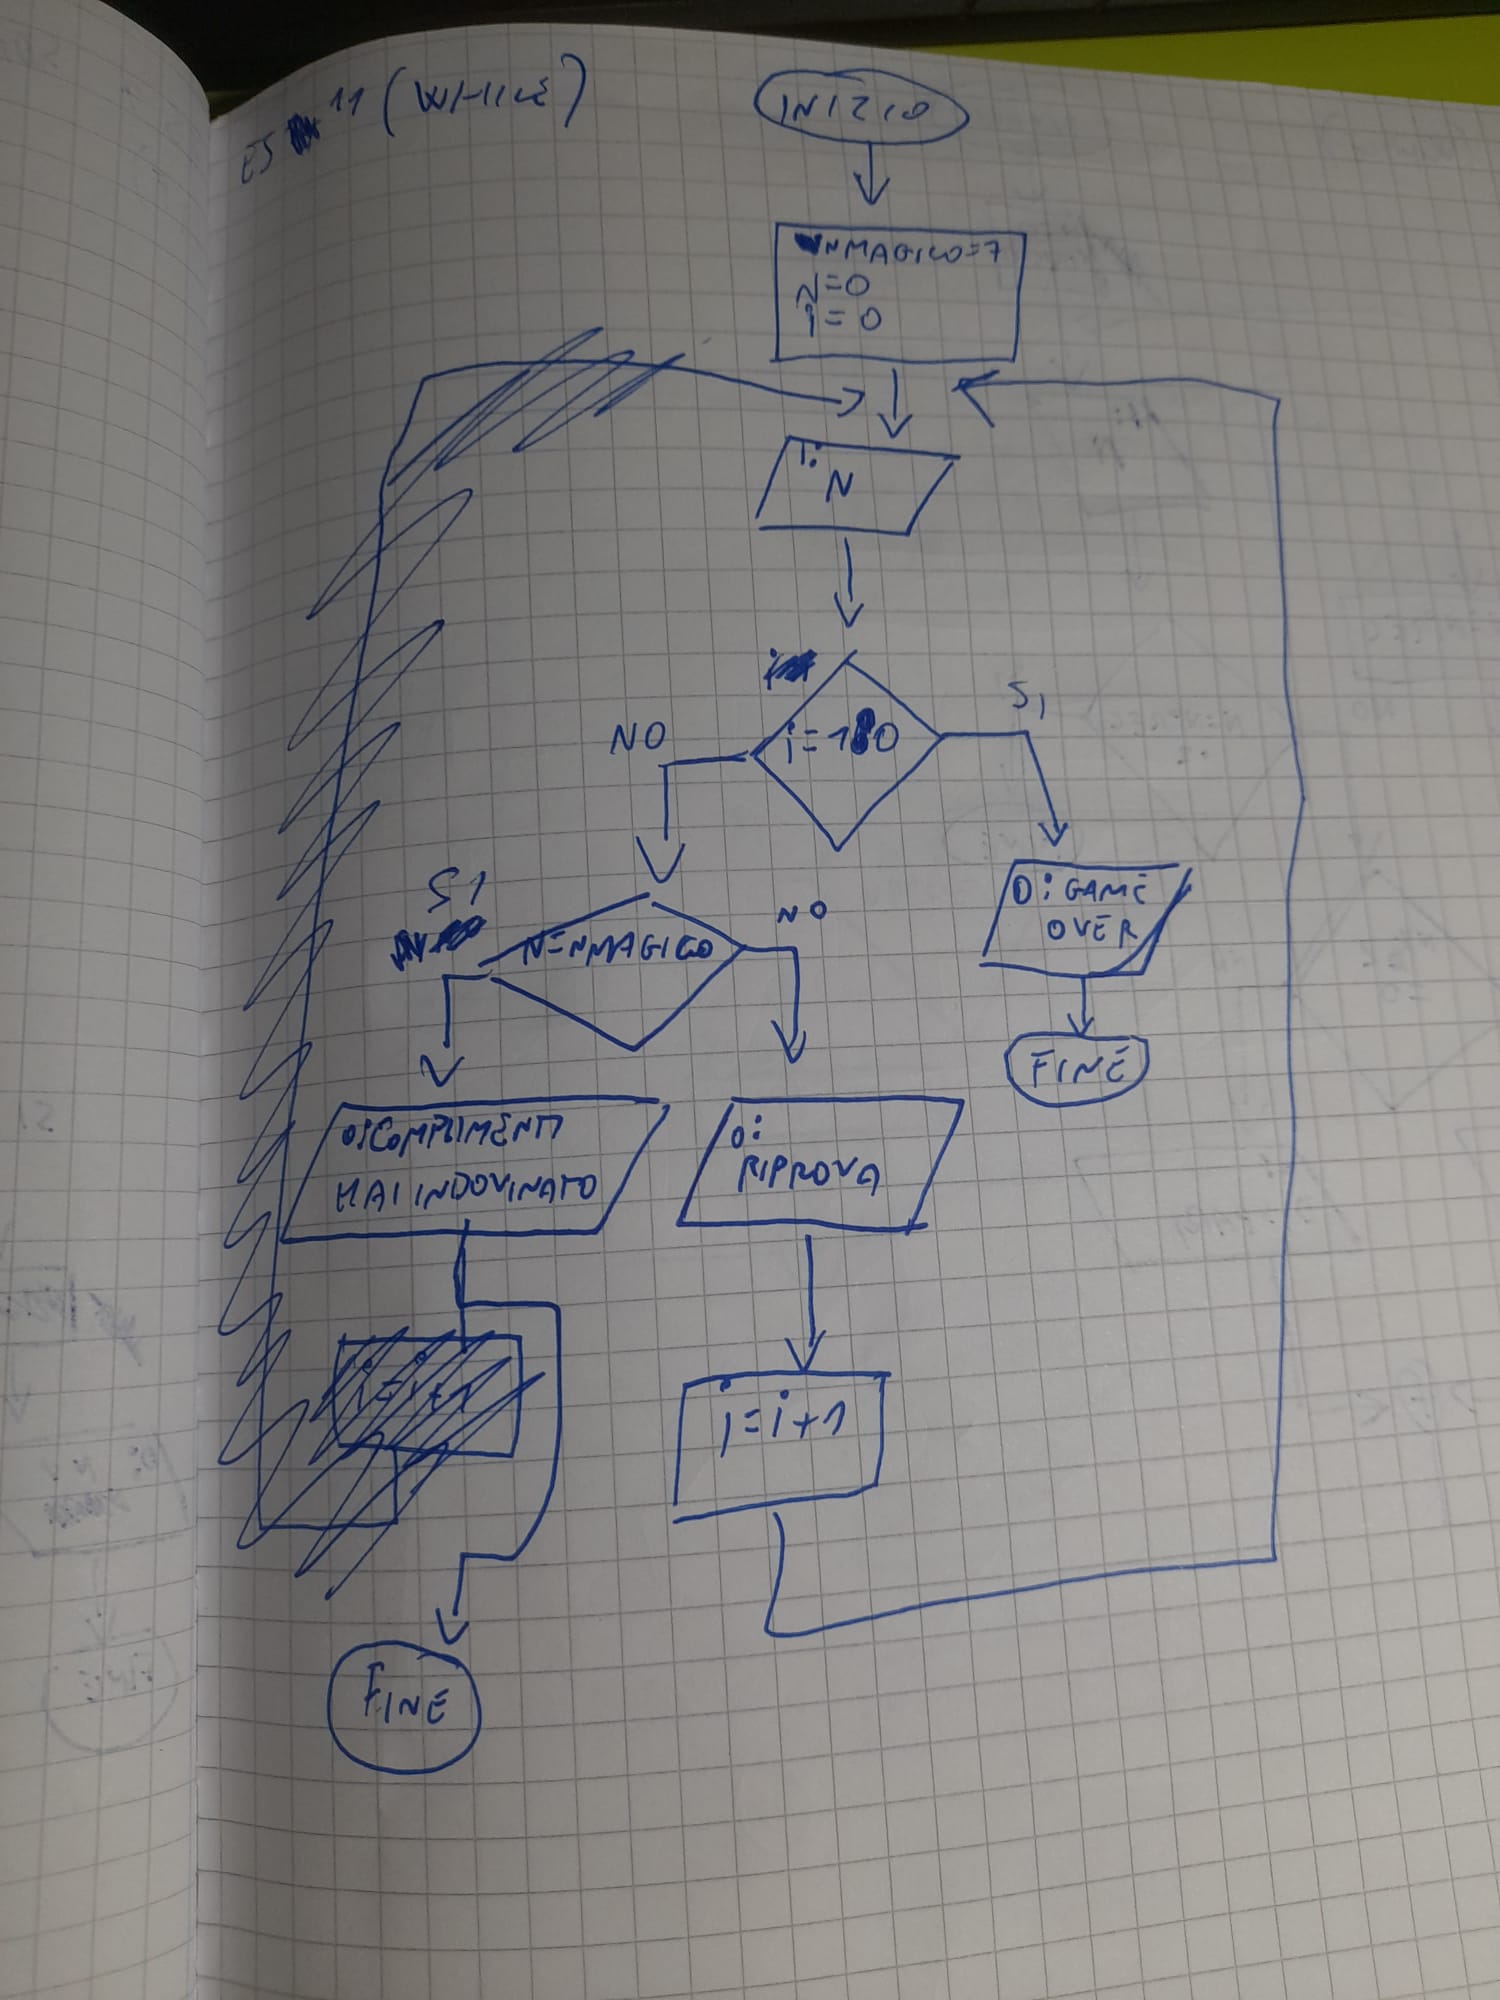 ES 11 (WHILE)
INIZIO
NMAGICO=7
N=0
i=0
I:
N
i=10
NO
SI
O: GAME
OVER
FINE
SI
N=NMAGICO
NO
O: COMPLIMENTI
HAI INDOVINATO
O:
RIPROVA
i=i+1
i=i+1
FINE